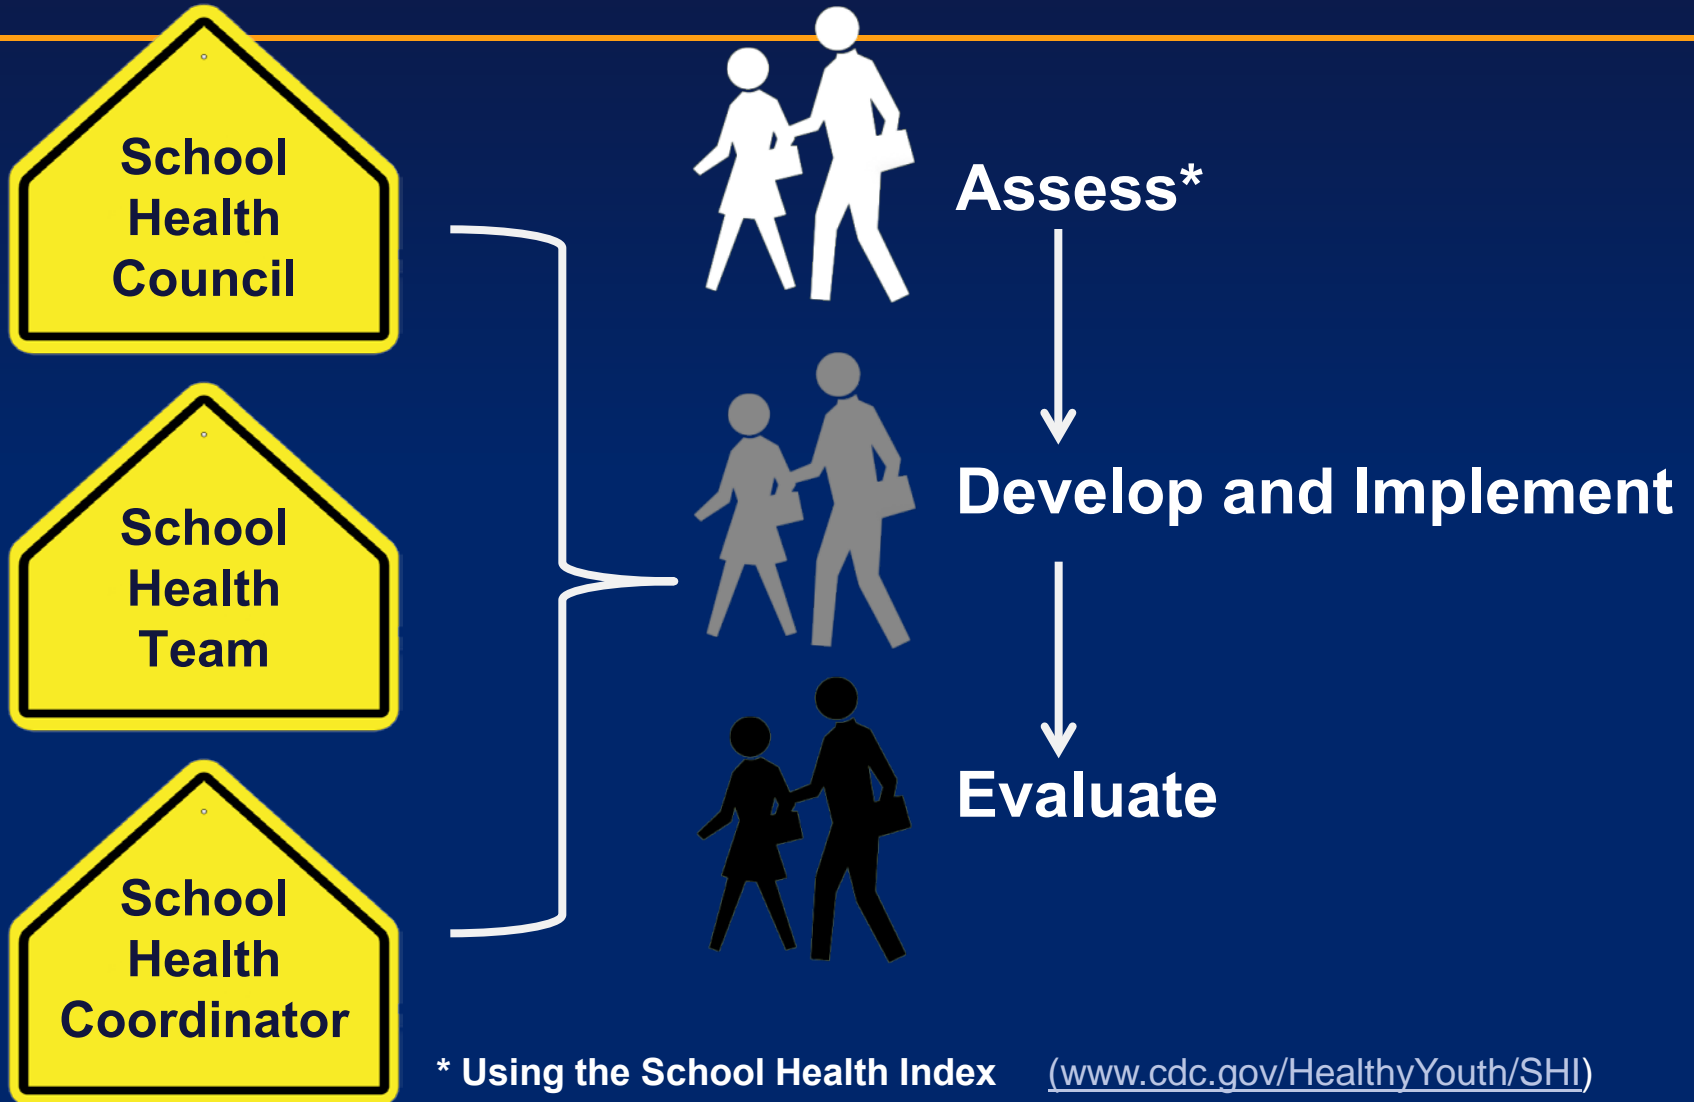 School
Health
Council
Assess*
School
Health
Team
Develop and Implement
Evaluate
School
Health
Coordinator
* Using the School Health Index (www.cdc.gov/HealthyYouth/SHI)